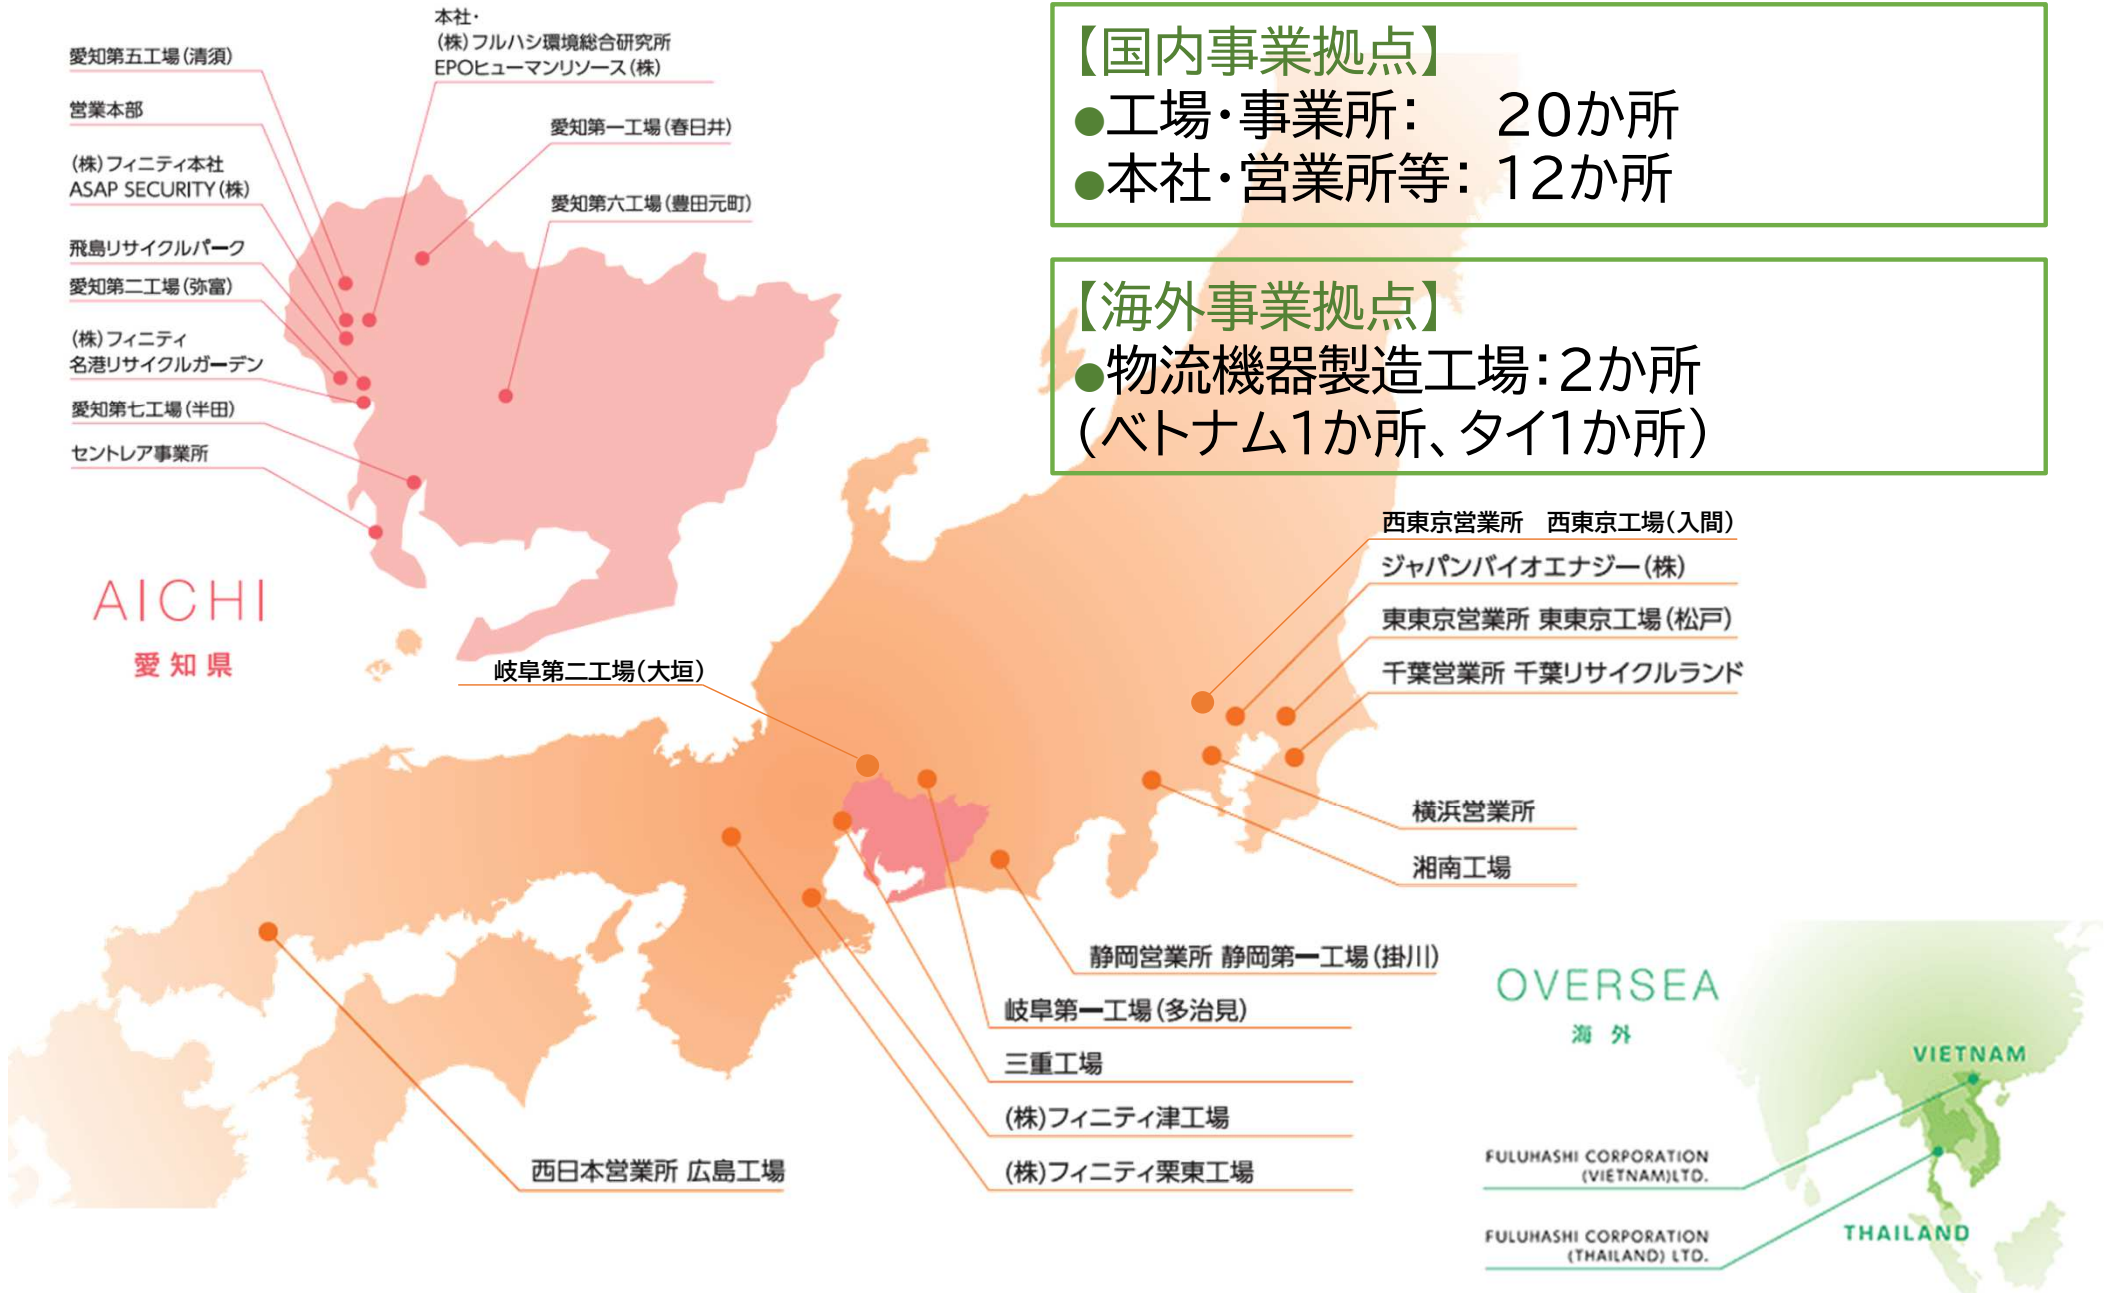 本社・
(株)フルハシ環境総合研究所
EPOヒューマンリソース(株)
愛知第五工場(清須)
営業本部
(株)フィニティ本社
ASAP SECURITY(株)
飛島リサイクルパーク
愛知第二工場(弥富)
(株)フィニティ
名港リサイクルガーデン
愛知第七工場(半田)
セントレア事業所
愛知第一工場(春日井)
愛知第六工場(豊田元町)
AICHI
愛知県
【国内事業拠点】
●工場・事業所:　20か所
●本社・営業所等:12か所
【海外事業拠点】
●物流機器製造工場:2か所
(ベトナム1か所、タイ1か所)
西東京営業所　西東京工場(入間)
ジャパンバイオエナジー(株)
東東京営業所 東東京工場(松戸)
千葉営業所 千葉リサイクルランド
岐阜第二工場(大垣)
横浜営業所
湘南工場
静岡営業所 静岡第一工場(掛川)
岐阜第一工場(多治見)
三重工場
(株)フィニティ津工場
(株)フィニティ栗東工場
西日本営業所 広島工場
OVERSEA
海外
VIETNAM
FULUHASHI CORPORATION
(VIETNAM)LTD.
THAILAND
FULUHASHI CORPORATION
(THAILAND) LTD.